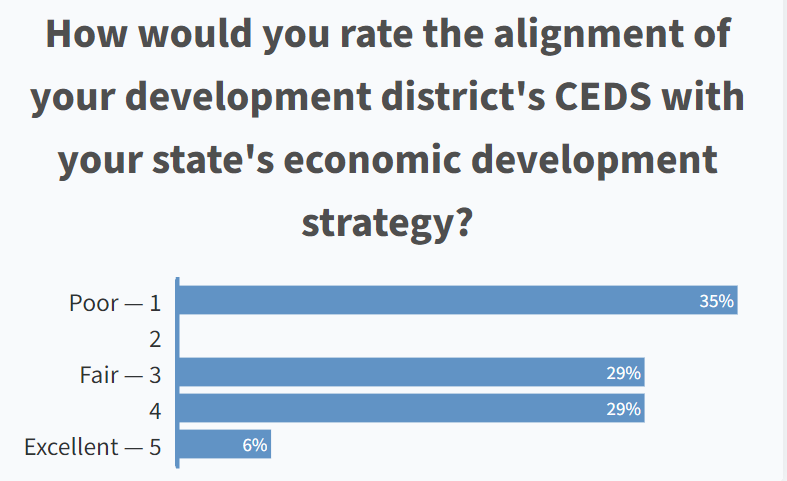 How would you rate the alignment of
your development district's CEDS with
your state's economic development
strategy?
Poor — 1 35%
2
Fair — 3 29%
4 29%
Excellent — 5 6%